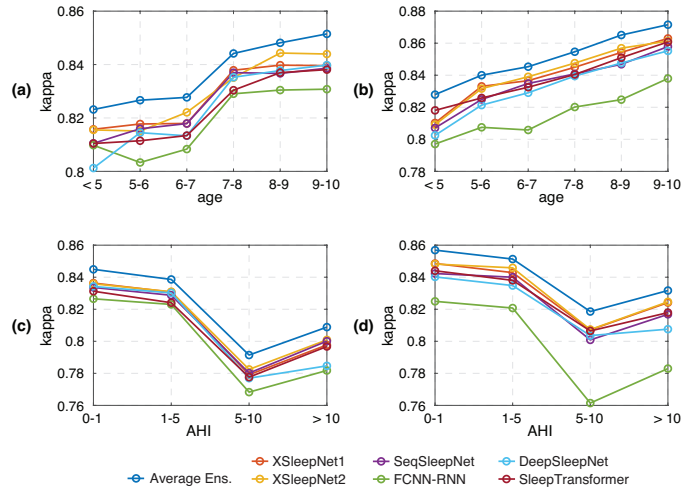 (a)
kappa
0.88
0.86
0.84
0.82
0.8
< 5 5-6 6-7 7-8 8-9 9-10
age
(b)
kappa
0.88
0.86
0.84
0.82
0.8
0.78
< 5 5-6 6-7 7-8 8-9 9-10
age
(c)
kappa
0.86
0.84
0.82
0.8
0.78
0.76
0-1 1-5 5-10 > 10
AHI
(d)
kappa
0.86
0.84
0.82
0.8
0.78
0.76
0-1 1-5 5-10 > 10
AHI
Average Ens.
XSleepNet1 SeqSleepNet DeepSleepNet
XSleepNet2 FCNN-RNN SleepTransformer